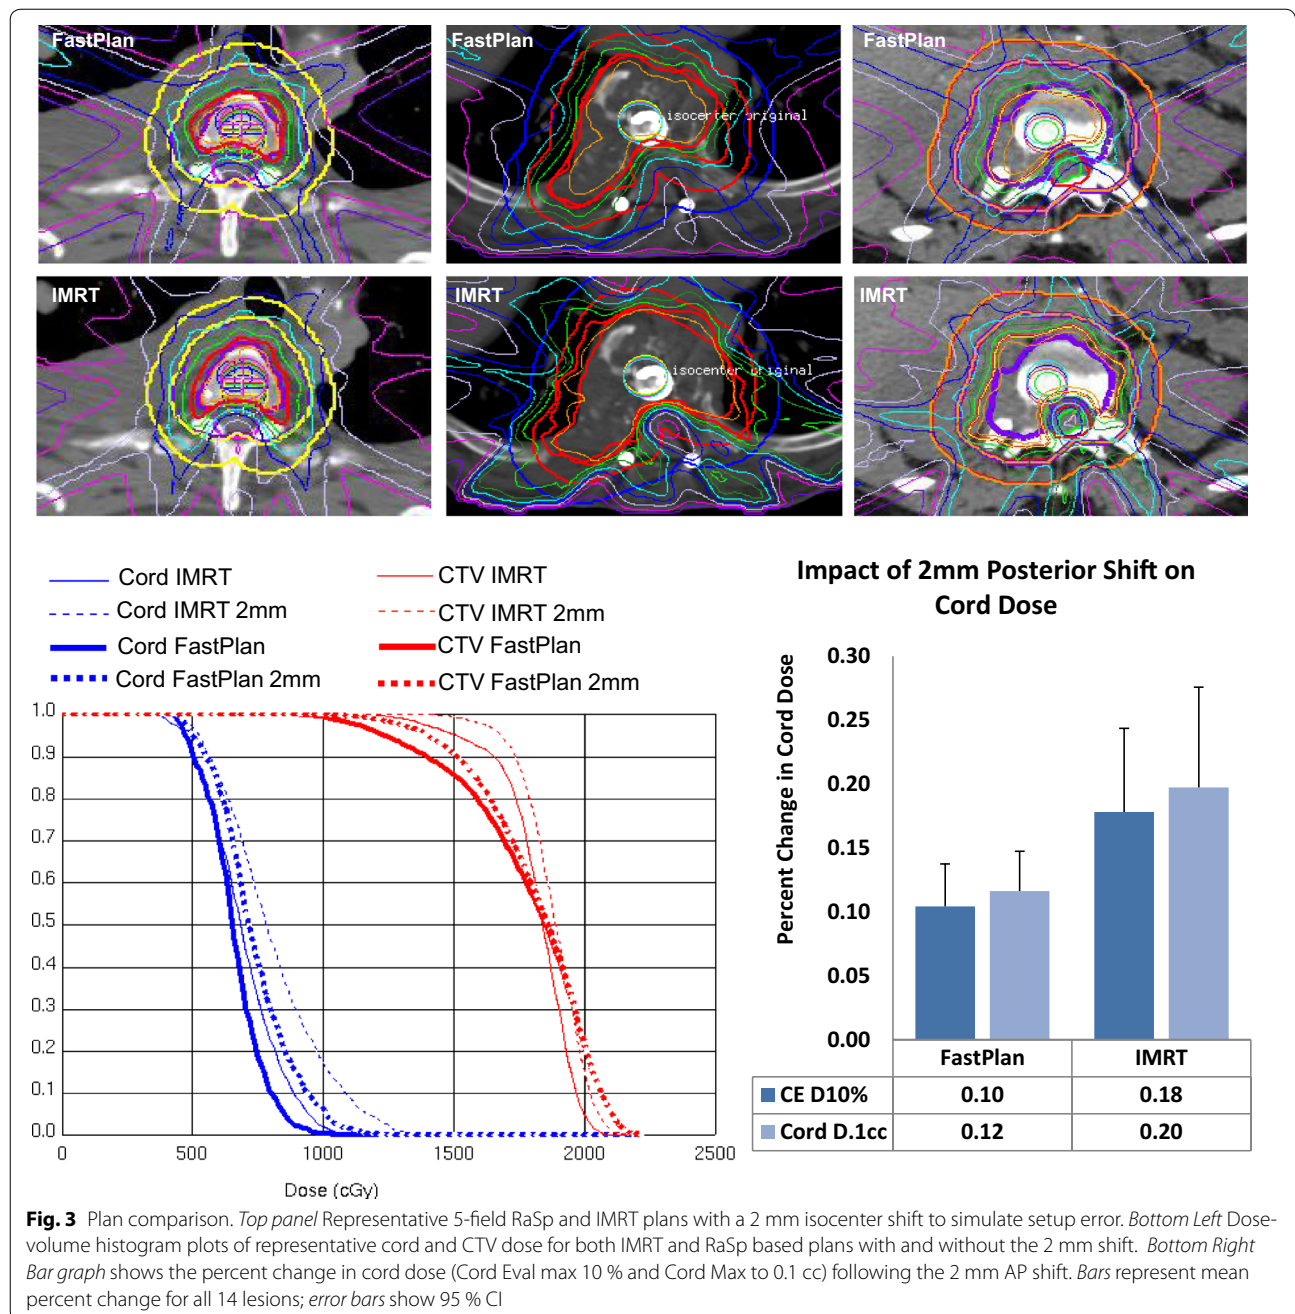 FastPlan
FastPlan
FastPlan
isocenter original
IMRT
IMRT
IMRT
isocenter original
Cord IMRT
Cord IMRT 2mm
Cord FastPlan
Cord FastPlan 2mm
CTV IMRT
CTV IMRT 2mm
CTV FastPlan
CTV FastPlan 2mm
1.0
0.9
0.8
0.7
0.6
0.5
0.4
0.3
0.2
0.1
0.0
0 500 1000 1500 2000 2500
Dose (cGy)
Impact of 2mm Posterior Shift on
Cord Dose
Percent Change in Cord Dose
0.30
0.25
0.20
0.15
0.10
0.05
0.00
FastPlan IMRT
CE D10% 0.10 0.18
Cord D.1cc 0.12 0.20
Fig. 3 Plan comparison. Top panel Representative 5-field RaSp and IMRT plans with a 2 mm isocenter shift to simulate setup error. Bottom Left Dose-
volume histogram plots of representative cord and CTV dose for both IMRT and RaSp based plans with and without the 2 mm shift. Bottom Right
Bar graph shows the percent change in cord dose (Cord Eval max 10 % and Cord Max to 0.1 cc) following the 2 mm AP shift. Bars represent mean
percent change for all 14 lesions; error bars show 95 % CI